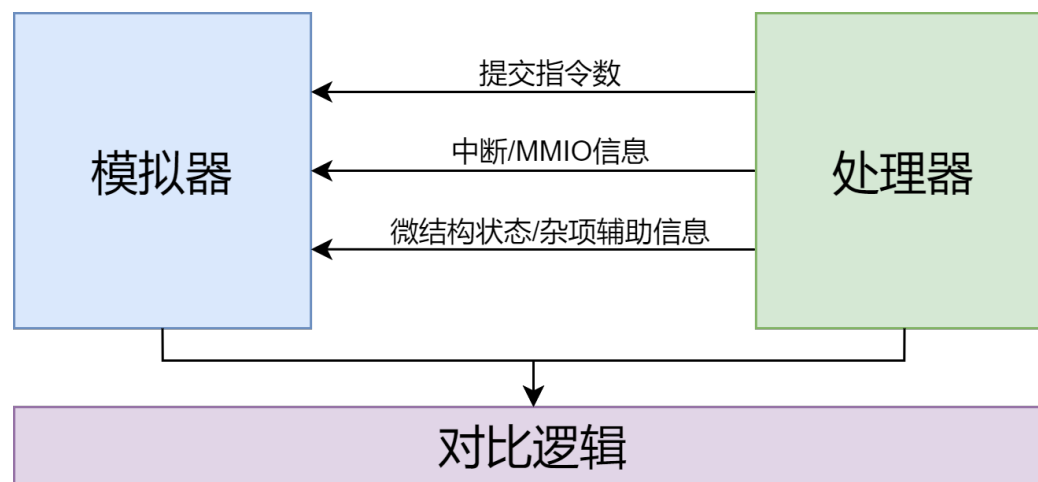 提交指令数
中断/MMIO信息
微结构状态/杂项辅助信息
模拟器
处理器
对比逻辑